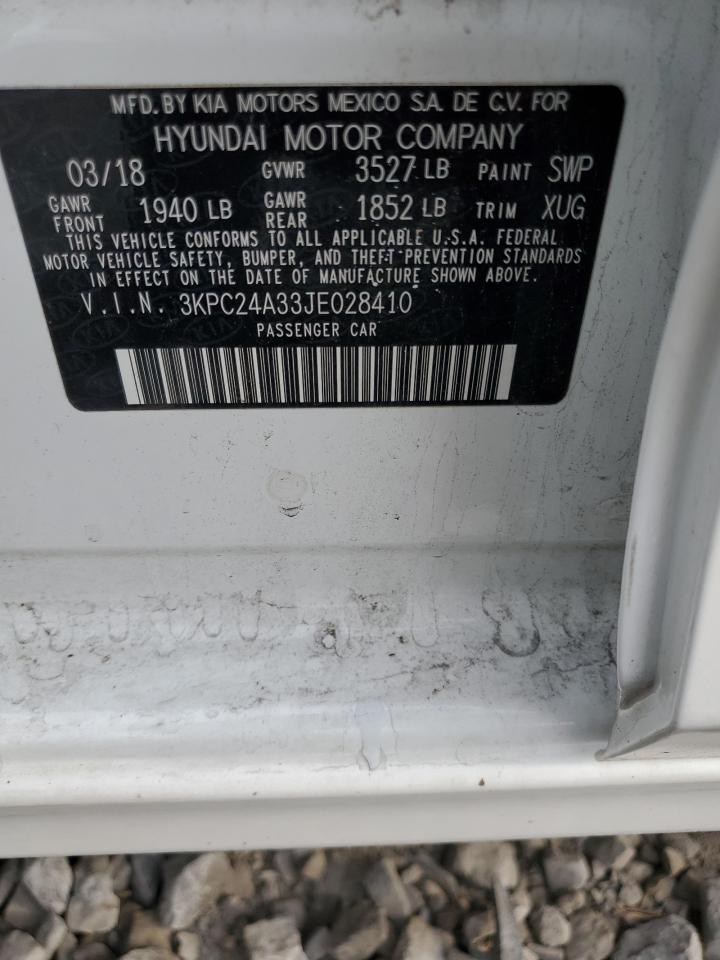 MFD. BY KIA MOTORS MEXICO S.A. DE C.V. FOR
HYUNDAI MOTOR COMPANY
03/18 GVWR 3527 LB PAINT SWP
GAWR FRONT 1940 LB GAWR REAR 1852 LB TRIM XUG
THIS VEHICLE CONFORMS TO ALL APPLICABLE U.S.A. FEDERAL
MOTOR VEHICLE SAFETY, BUMPER, AND THEFT PREVENTION STANDARDS
IN EFFECT ON THE DATE OF MANUFACTURE SHOWN ABOVE.
V.I.N. 3KPC24A33JE028410
PASSENGER CAR